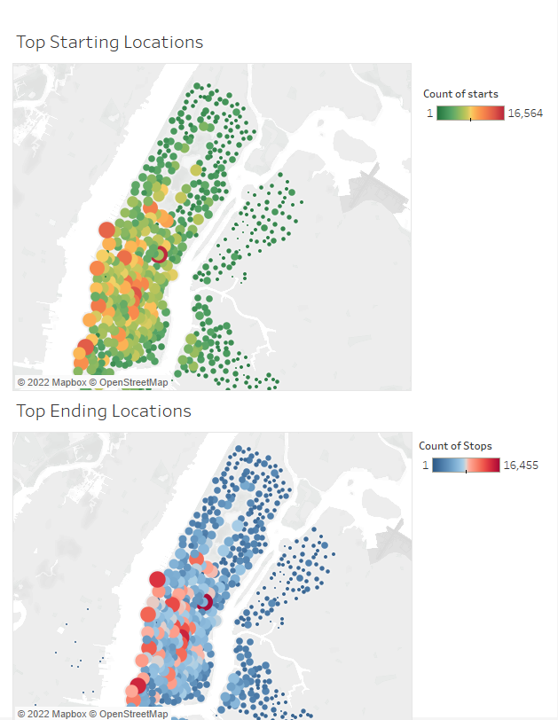 Top Starting Locations
Count of starts
1 16,564
© 2022 Mapbox © OpenStreetMap
Top Ending Locations
Count of Stops
1 16,455
© 2022 Mapbox © OpenStreetMap